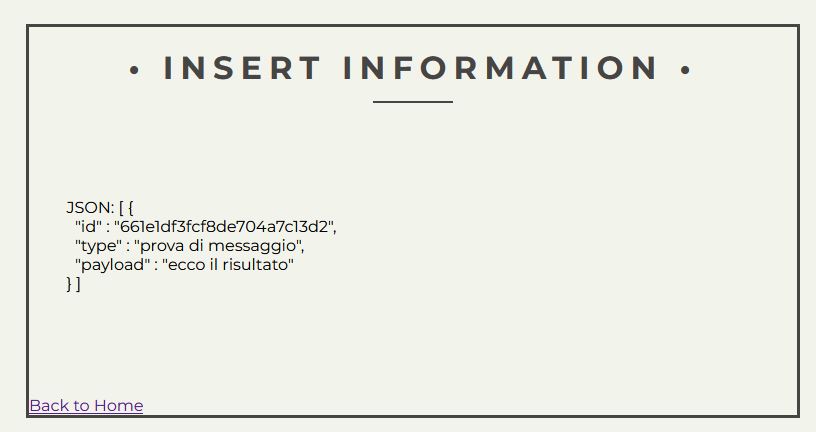 • INSERT INFORMATION •
JSON: [ {
"id" : "661e1df3fcf8de704a7c13d2",
"type" : "prova di messaggio",
"payload" : "ecco il risultato"
} ]
Back to Home